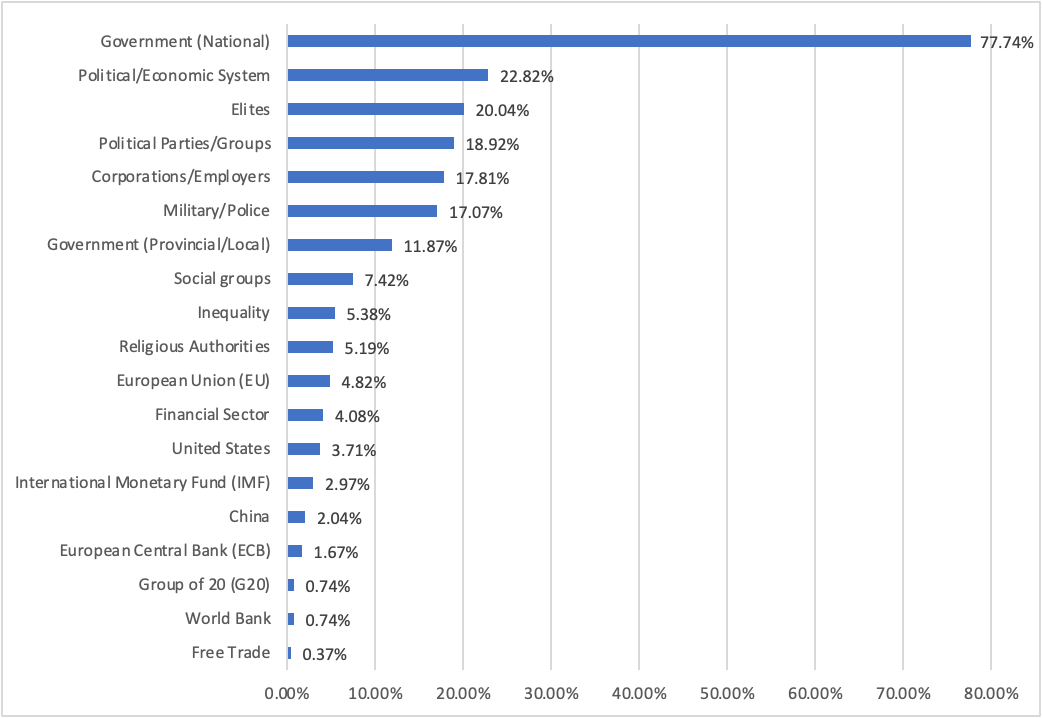 Government (National) 77.74%
Political/Economic System 22.82%
Elites 20.04%
Political Parties/Groups 18.92%
Corporations/Employers 17.81%
Military/Police 17.07%
Government (Provincial/Local) 11.87%
Social groups 7.42%
Inequality 5.38%
Religious Authorities 5.19%
European Union (EU) 4.82%
Financial Sector 4.08%
United States 3.71%
International Monetary Fund (IMF) 2.97%
China 2.04%
European Central Bank (ECB) 1.67%
Group of 20 (G20) 0.74%
World Bank 0.74%
Free Trade 0.37%
0.00% 10.00% 20.00% 30.00% 40.00% 50.00% 60.00% 70.00% 80.00%